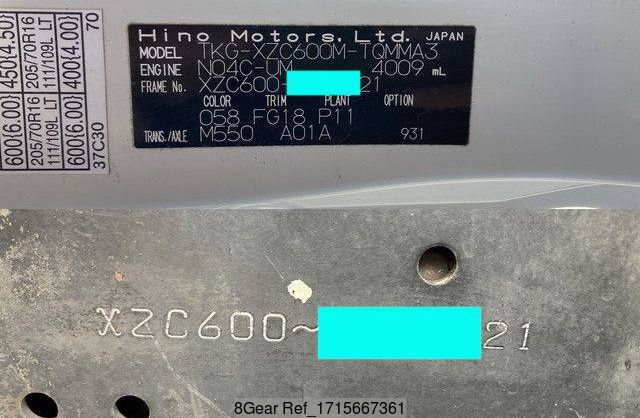 600(6.00) 450(4.50) 70
205/70R16 205/70R16
111/109L LT 111/109L LT
600(6.00) 400(4.00)
37C30
Hino Motors, Ltd. JAPAN
MODEL TKG-XZC600M-TQMMA3
ENGINE N04C-UM 4009 mL
FRAME No. XZC600- 21
COLOR TRIM PLANT OPTION
058 FG18 P11
TRANS./AXLE M550 A01A 931
XZC600~ 21
8Gear Ref_1715667361